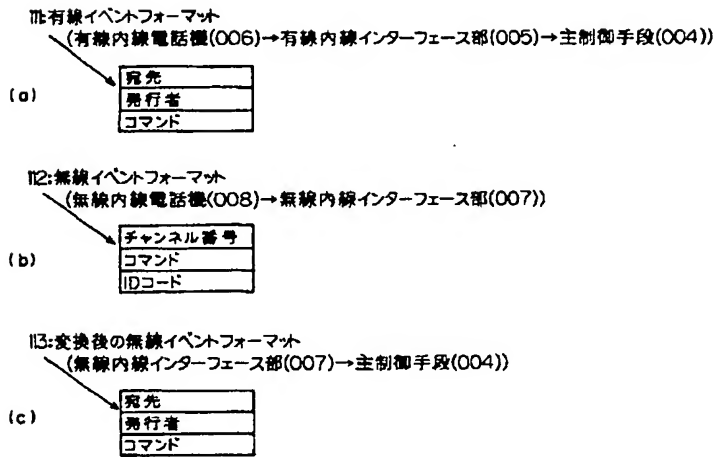 111:有線イベントフォーマット
(有線内線電話機(006)→有線内線インターフェース部(005)→主制御手段(004))
(a)
宛先
発行者
コマンド
112:無線イベントフォーマット
(無線内線電話機(008)→無線内線インターフェース部(007))
(b)
チャンネル番号
コマンド
IDコード
113:変換後の無線イベントフォーマット
(無線内線インターフェース部(007)→主制御手段(004))
(c)
宛先
発行者
コマンド